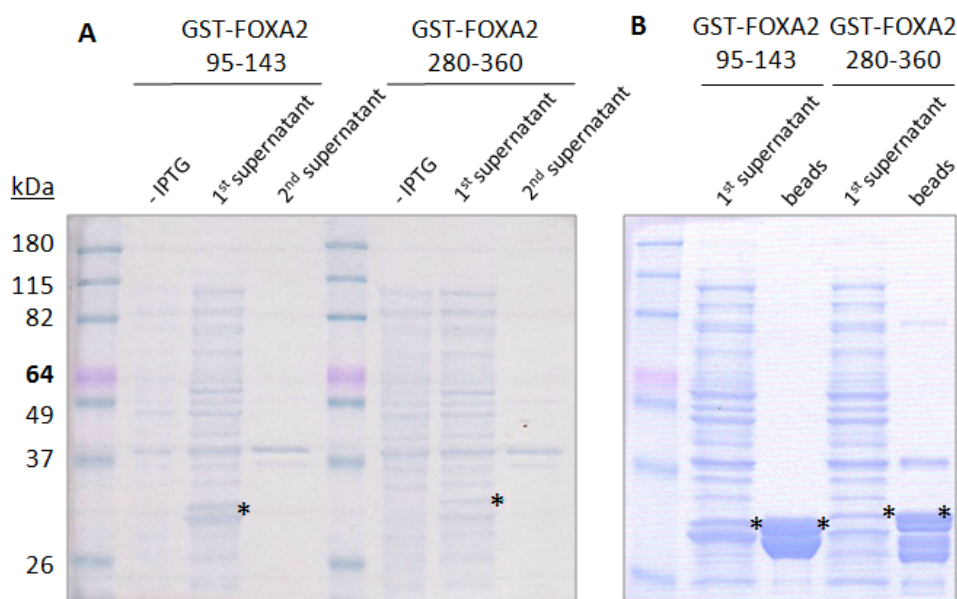 A
GST-FOXA2
95-143
GST-FOXA2
280-360
B
GST-FOXA2
95-143
GST-FOXA2
280-360
- IPTG
1st supernatant
2nd supernatant
- IPTG
1st supernatant
2nd supernatant
1st supernatant
beads
1st supernatant
beads
kDa
180
115
82
64
49
37
26
*
*
*
*
*
*